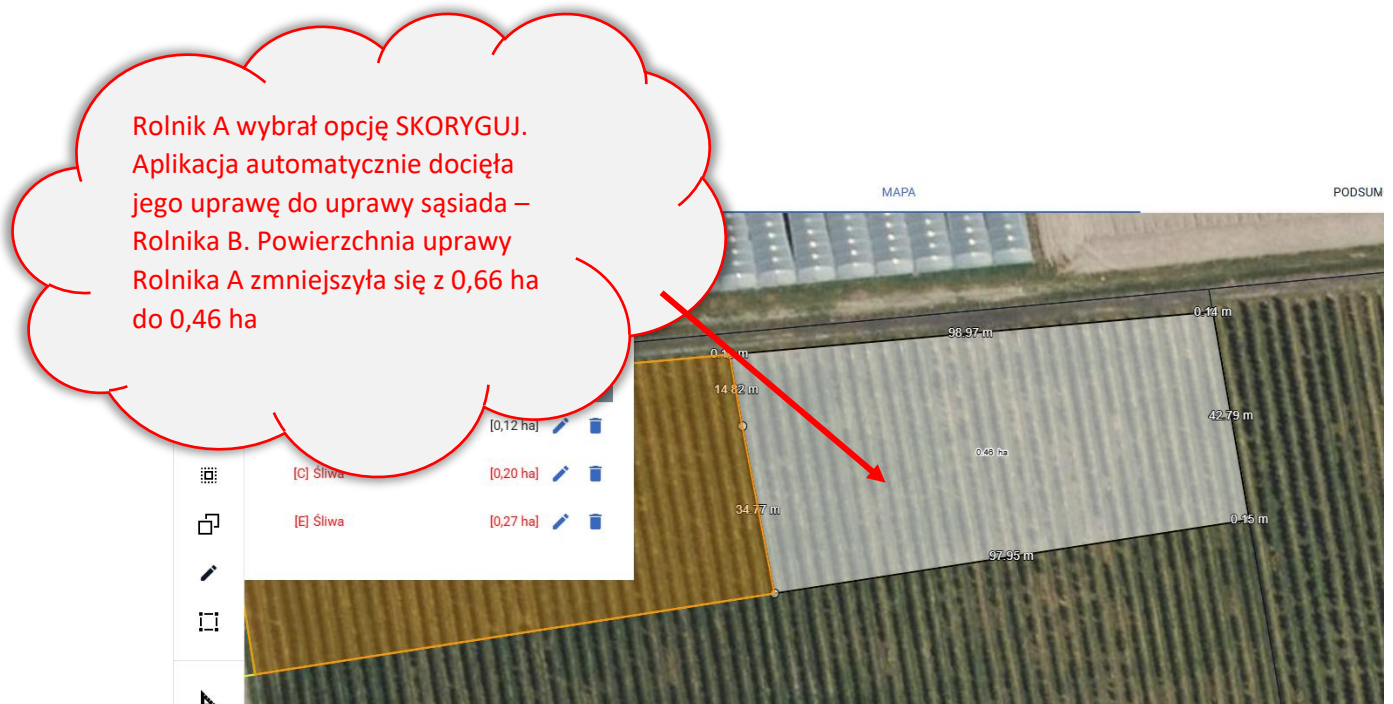 Rolnik A wybrał opcję SKORYGUJ.
Aplikacja automatycznie docięła
jego uprawę do uprawy sąsiada –
Rolnika B. Powierzchnia uprawy
Rolnika A zmniejszyła się z 0,66 ha
do 0,46 ha
MAPA
PODSUM
0.14 m
98.97 m
14.82 m
42.79 m
[0,12 ha]
0.46 ha
[C] Śliwa
[0,20 ha]
34.77 m
[E] Śliwa
[0,27 ha]
0.15 m
97.95 m